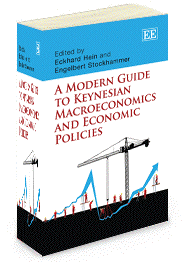 EE
Edited by
Eckhard Hein and
Engelbert Stockhammer
A MODERN GUIDE
TO KEYNESIAN
MACROECONOMICS
AND ECONOMIC
POLICIES